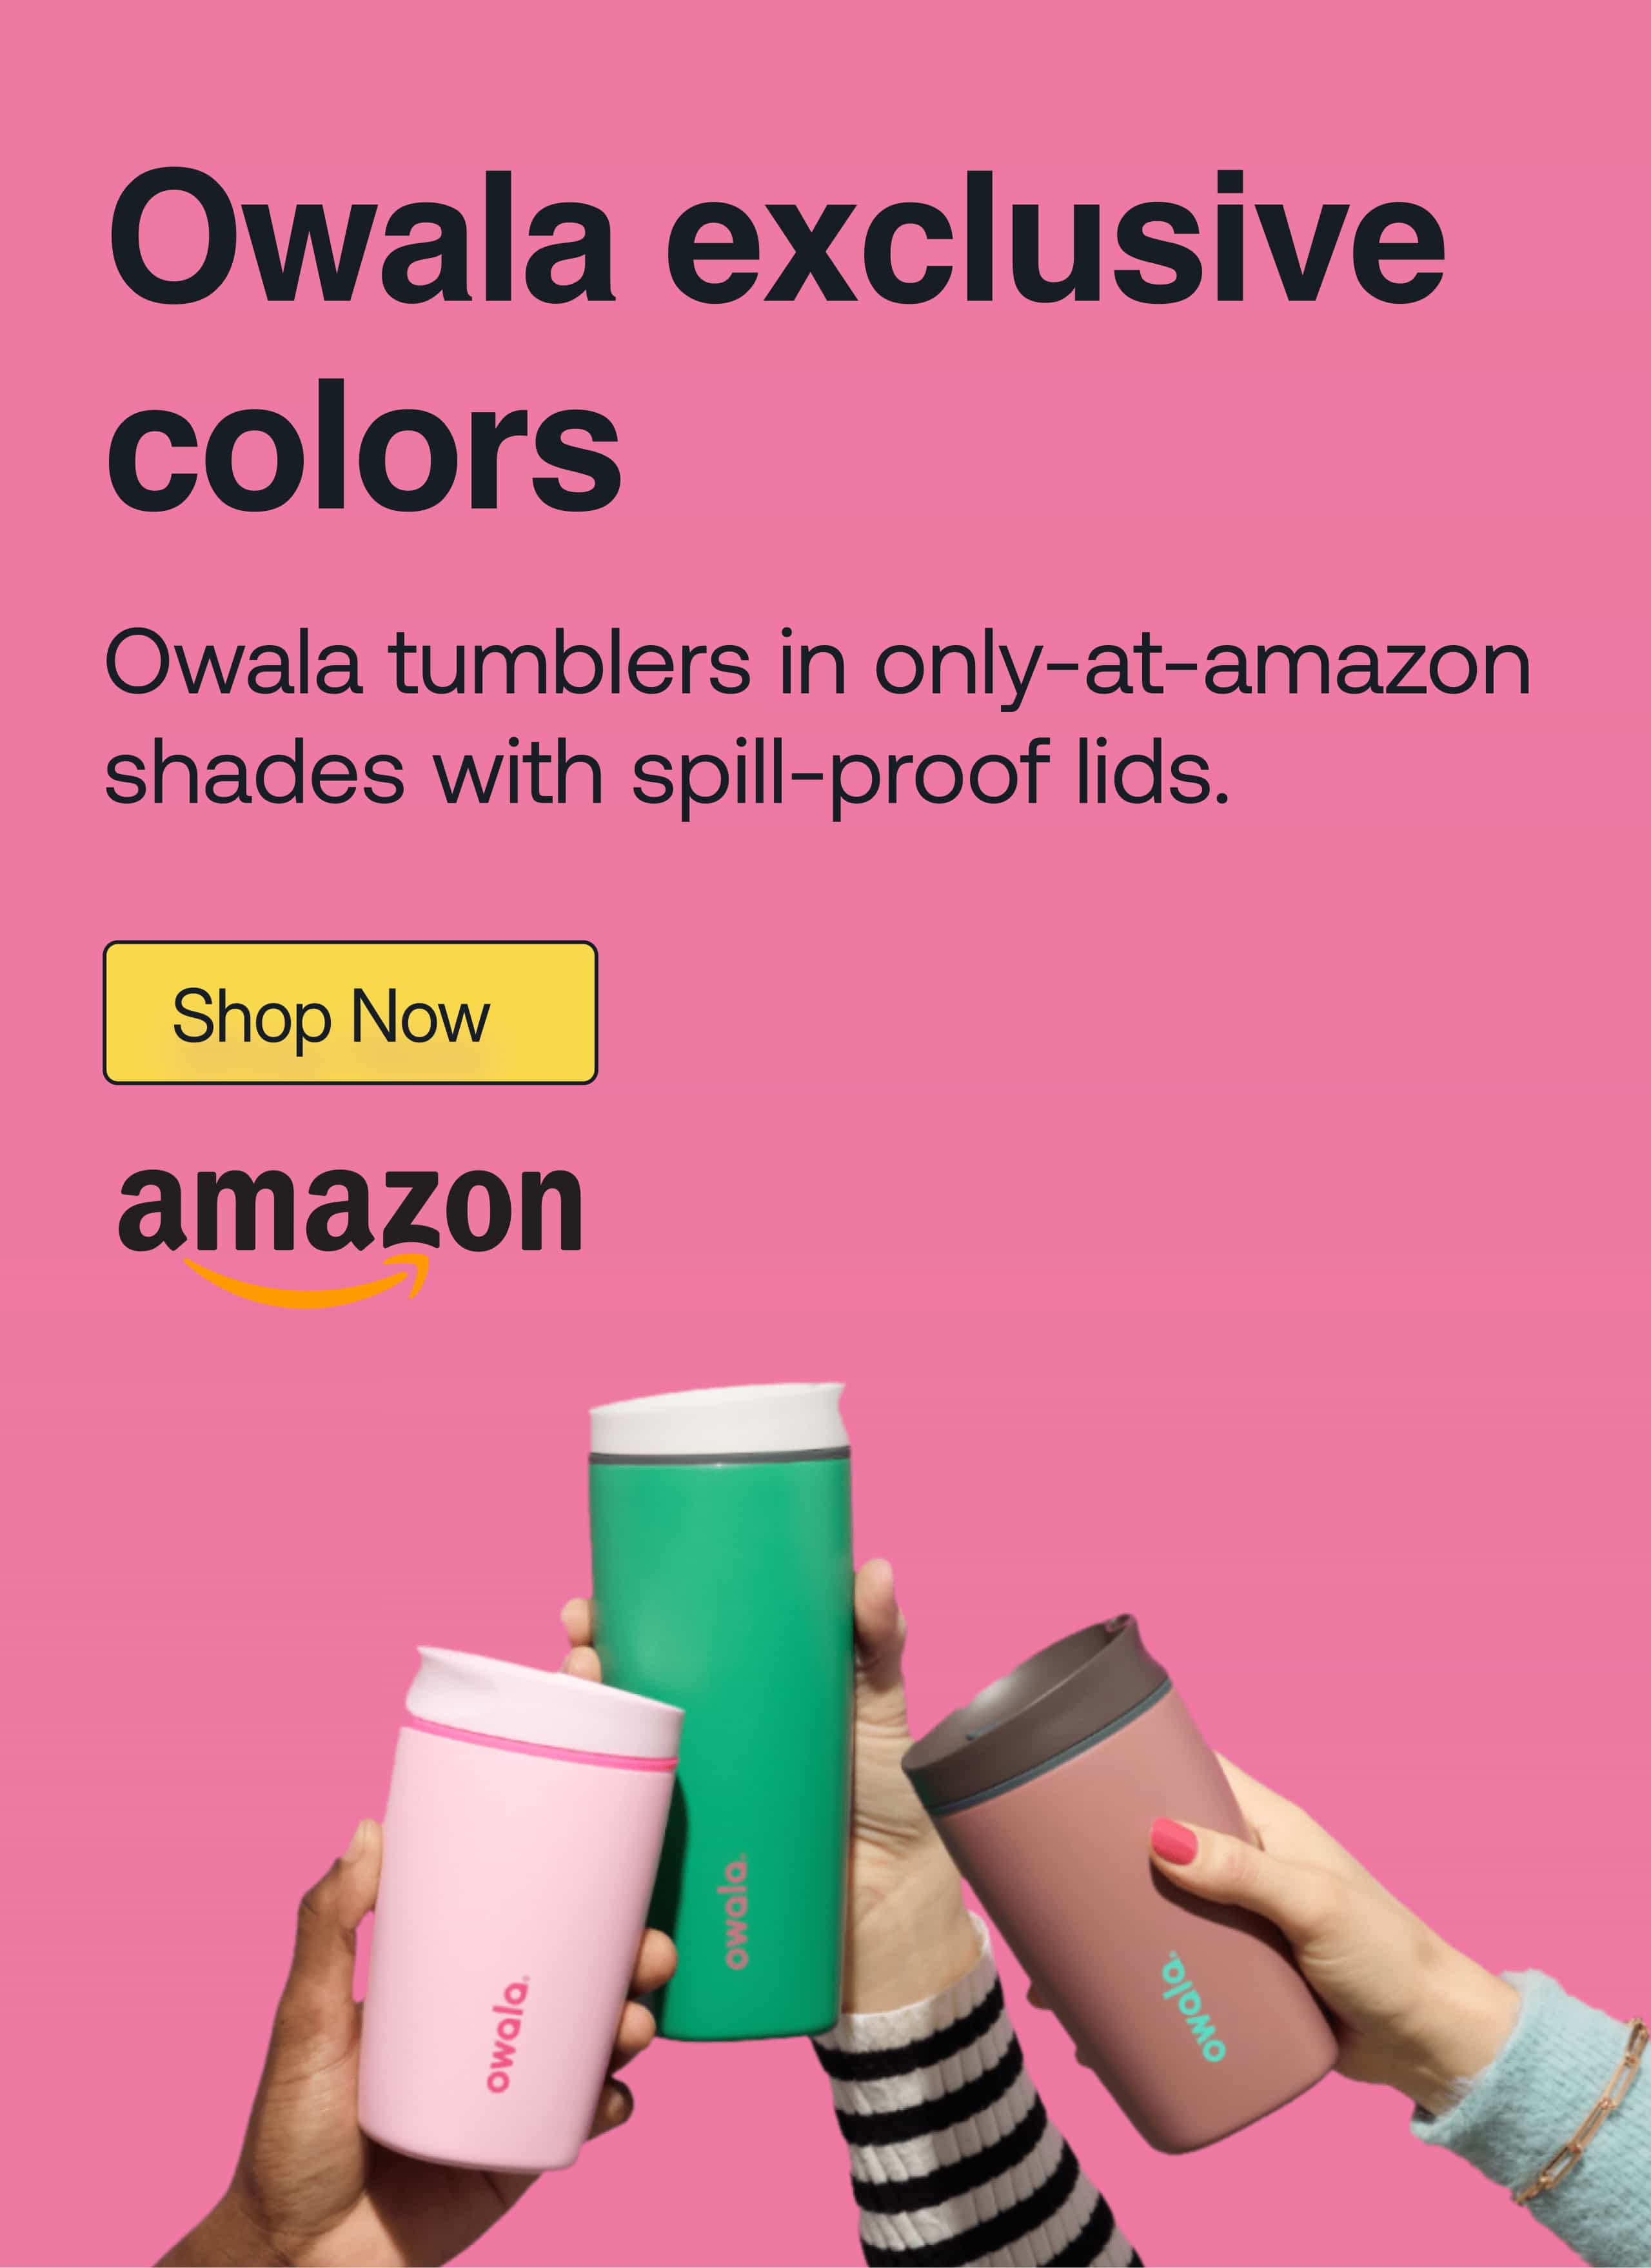 Owala exclusive
colors
Owala tumblers in only-at-amazon
shades with spill-proof lids.
Shop Now
amazon
owala.
owala.
owala.